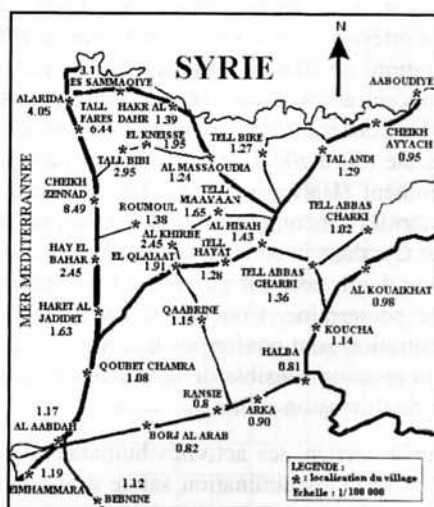 N
SYRIE
3.1
ES SAMMAQIYE
AABOUDIYE
ALARIDA
4.05
TALL
FARES
6.44
HAKR AL
DAHR
1.39
EL KNEISSE
1.95
TELL BIRE
1.27
CHEIKH
AYYACH
0.95
TALL BIBI
2.95
AL MASSAOUDIA
1.24
TAL ANDI
1.29
CHEIKH
ZENNAD
8.49
TELL
MAAYAAN
1.65
ROUMOUL
1.38
TELL ABBAS
CHARKI
1.02
MER MEDITERRANNEE
AL KHRIBE
2.45
AL HISAH
1.43
HAY EL
BAHAR
2.45
EL QLAIAAT
1.91
TELL
HAYAT
1.28
TELL ABBAS
GHARBI
1.36
AL KOUAIKHAT
0.98
HARET AL
JADIDET
1.63
QAABRINE
1.15
KOUCHA
1.14
HALBA
0.81
QOUBET CHAMRA
1.08
RANSIE
0.8
ARKA
0.90
1.17
AL AABDAH
BORJ AL ARAB
0.82
1.19
1.12
BEBNINE
LEGENDE :
: localisation du village
Echelle : 1/100 000